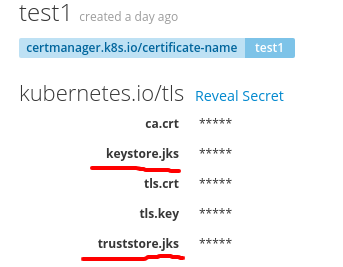 test1 created a day ago
certmanager.k8s.io/certificate-name test1
kubernetes.io/tls Reveal Secret
ca.crt *****
keystore.jks *****
tls.crt *****
tls.key *****
truststore.jks *****